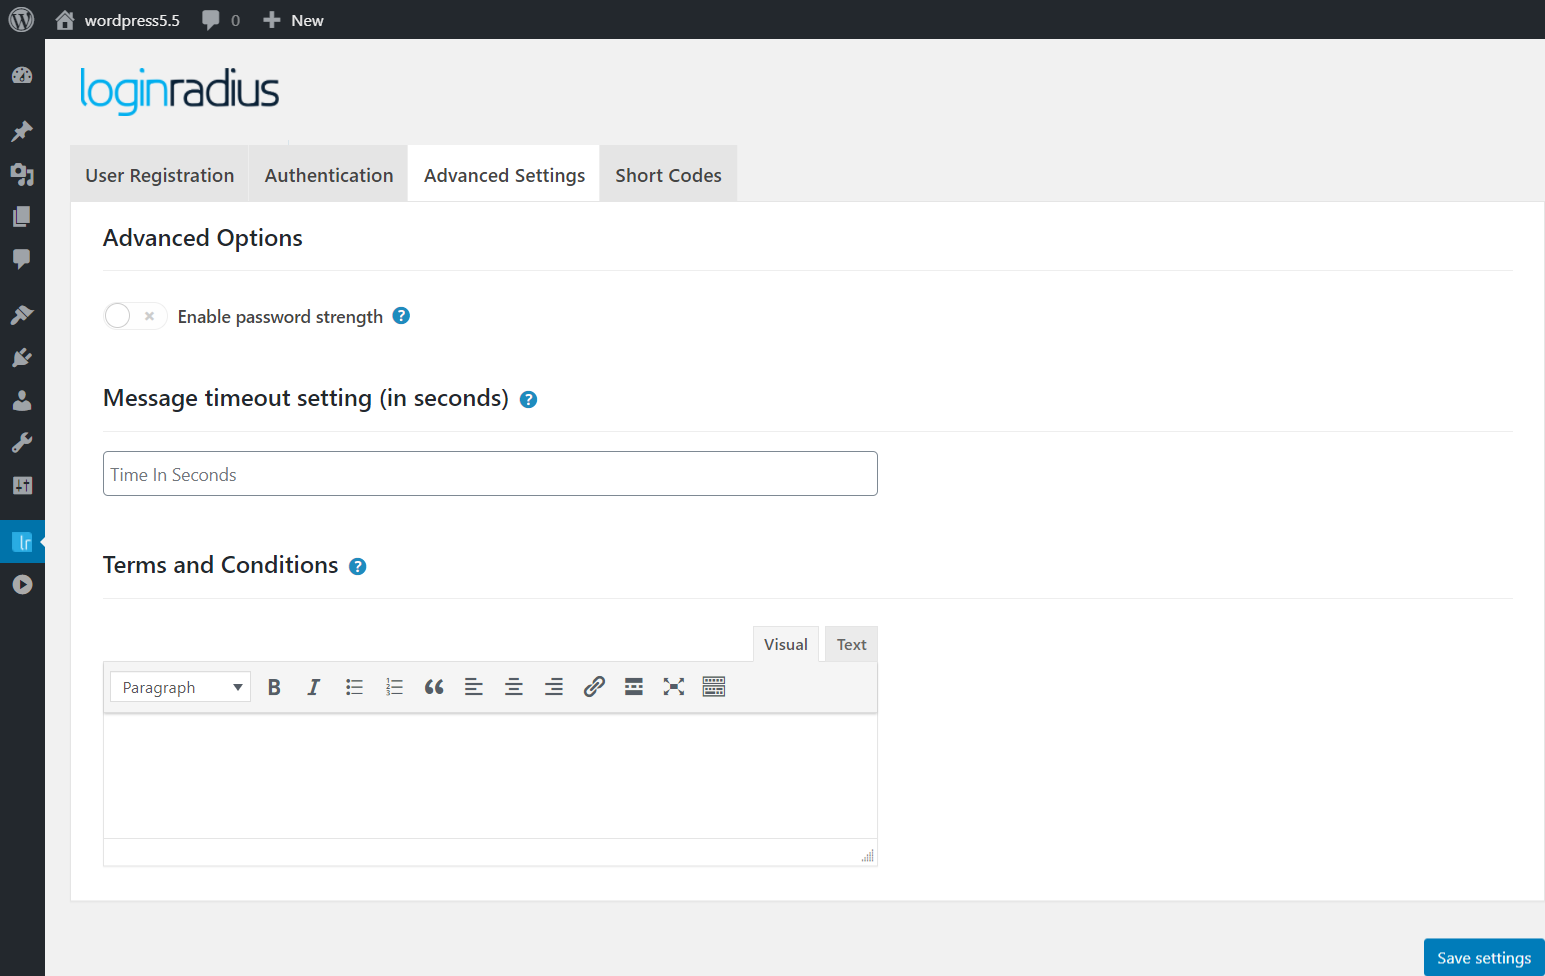 wordpress5.5 0 New
loginradius
User Registration Authentication Advanced Settings Short Codes
Advanced Options
Enable password strength ?
Message timeout setting (in seconds) ?
Time In Seconds
Terms and Conditions ?
Visual Text
Paragraph B I
lr
Save settings